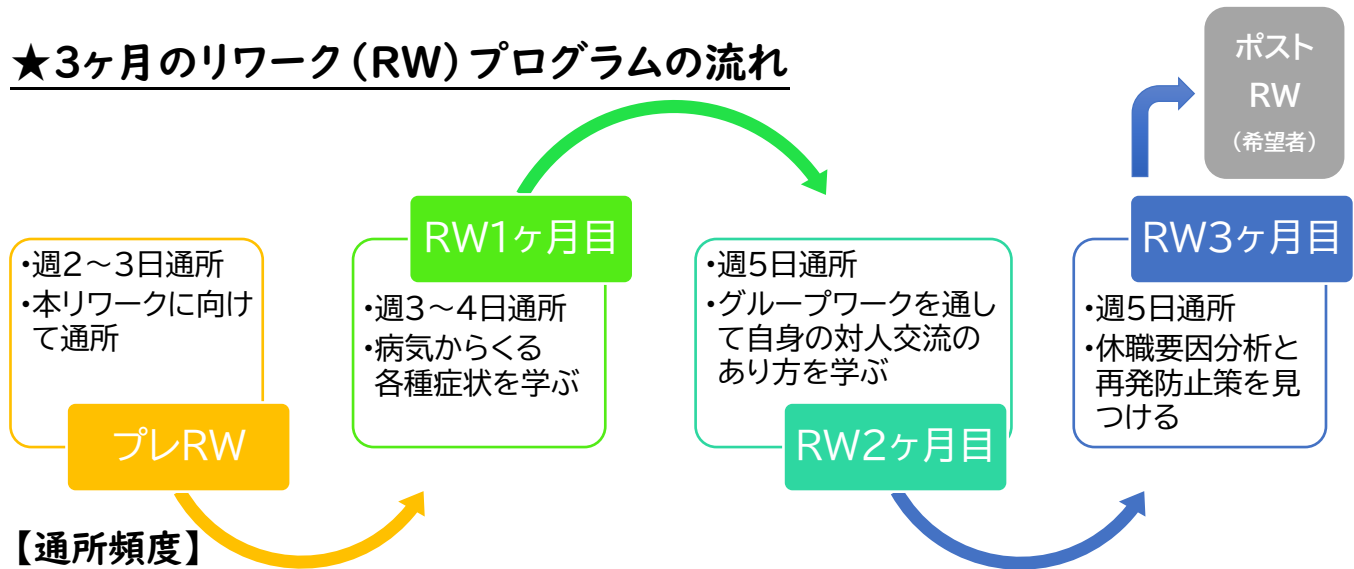 ★3ヶ月のリワーク(RW)プログラムの流れ
ポスト
RW
(希望者)
・週2～3日通所
・本リワークに向け
て通所
プレRW
RW1ヶ月目
・週3～4日通所
・病気からくる
各種症状を学ぶ
・週5日通所
・グループワークを通し
て自身の対人交流の
あり方を学ぶ
RW2ヶ月目
RW3ヶ月目
・週5日通所
・休職要因分析と
再発防止策を見
つける
【通所頻度】